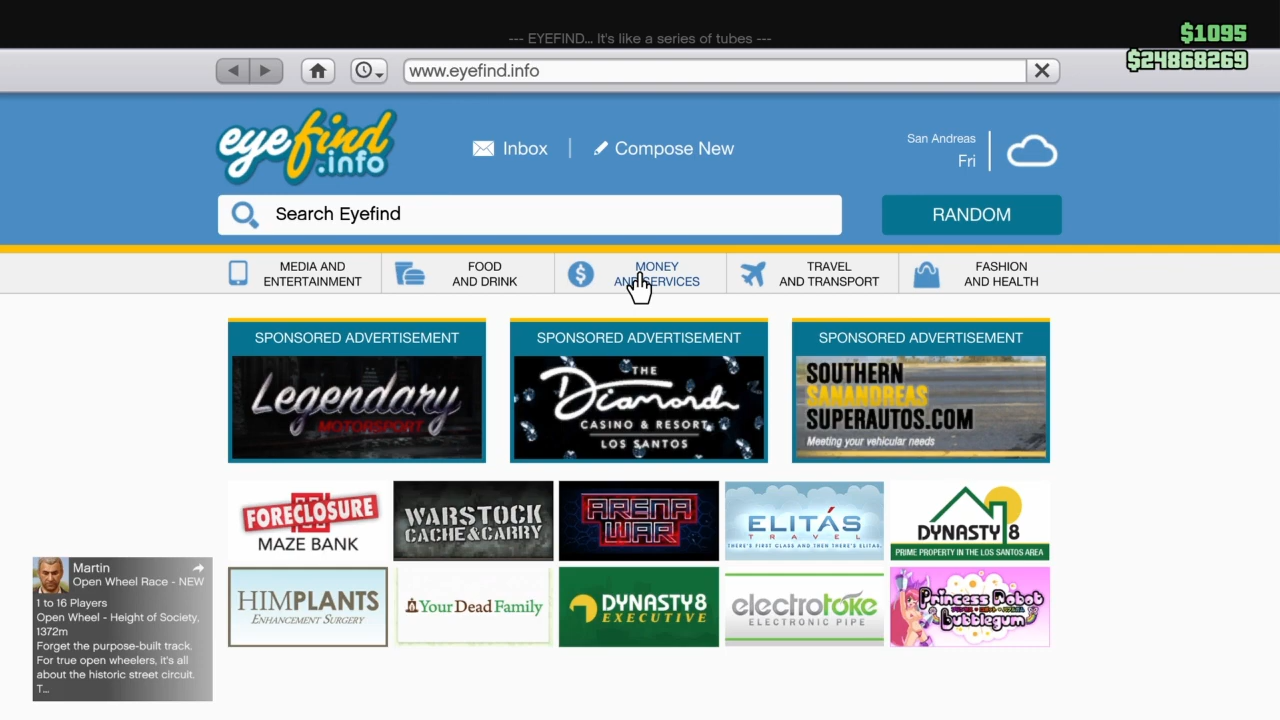 --- EYEFIND... It's like a series of tubes ---
$1095
$24868269
www.eyefind.info
eyefind
.info
Inbox
Compose New
San Andreas
Fri
Search Eyefind
RANDOM
MEDIA AND
ENTERTAINMENT
FOOD
AND DRINK
MONEY
AND SERVICES
TRAVEL
AND TRANSPORT
FASHION
AND HEALTH
SPONSORED ADVERTISEMENT
Legendary
MOTORSPORT
SPONSORED ADVERTISEMENT
THE
Diamond
CASINO & RESORT
LOS SANTOS
SPONSORED ADVERTISEMENT
SOUTHERN
SANANDREAS
SUPERAUTOS.COM
Meeting your vehicular needs
FORECLOSURE
MAZE BANK
WARSTOCK
CACHE & CARRY
ARENA
WAR
ELITÁS
TRAVEL
THERE'S FIRST CLASS AND THEN THERE'S ELITAS.
DYNASTY 8
PRIME PROPERTY IN THE LOS SANTOS AREA
HIMPLANTS
ENHANCEMENT SURGERY
Your Dead Family
DYNASTY 8
EXECUTIVE
electrotoke
ELECTRONIC PIPE
Princess Robot
Bubblegum
Martin
Open Wheel Race - NEW
1 to 16 Players
Open Wheel - Height of Society,
1372m
Forget the purpose-built track.
For true open wheelers, it's all
about the historic street circuit.
T...